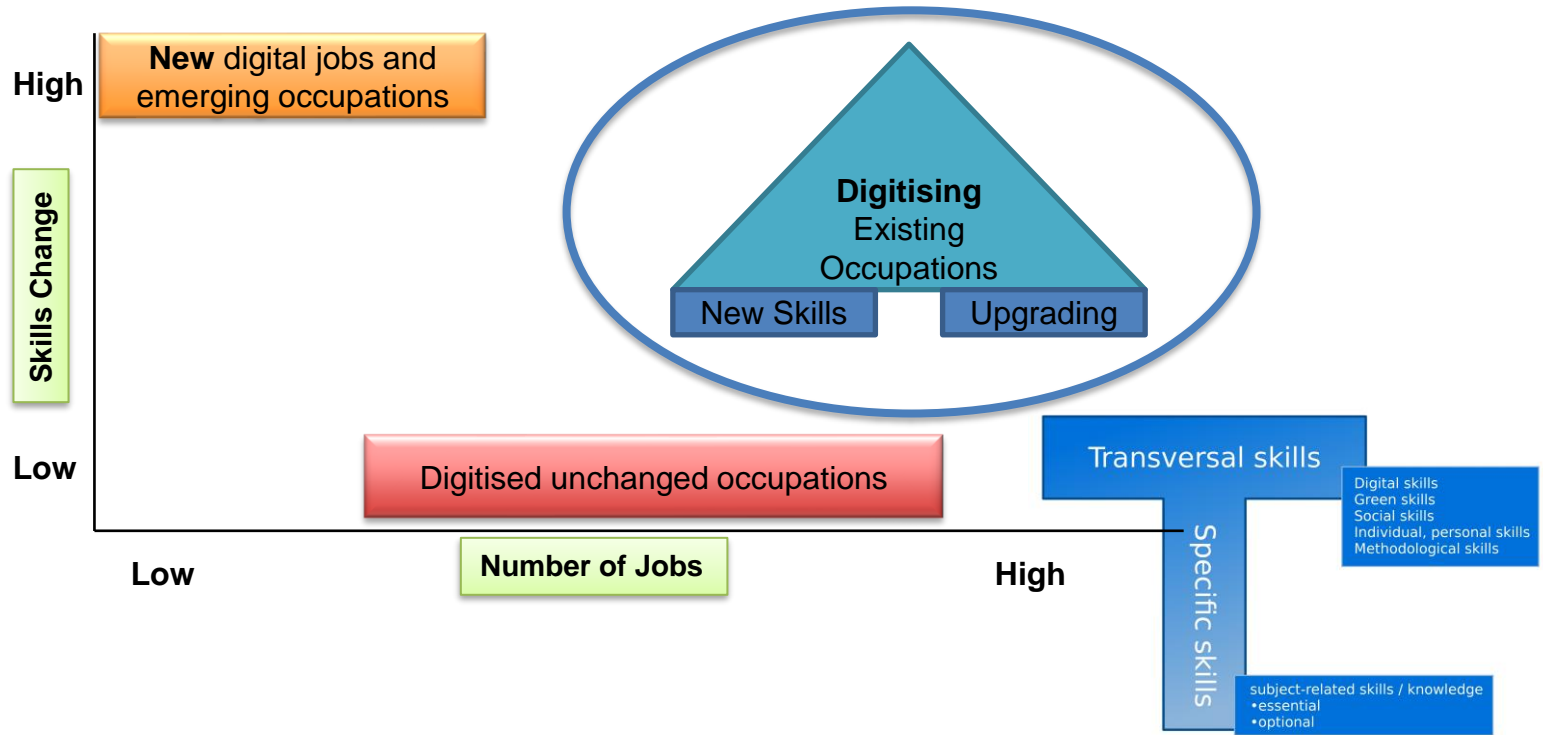 High
New digital jobs and
emerging occupations
Digitising
Existing
Occupations
New Skills
Upgrading
Skills Change
Low
Digitised unchanged occupations
Transversal skills
Digital skills
Green skills
Social skills
Individual, personal skills
Methodological skills
Low
Number of Jobs
High
Specific skills
subject-related skills / knowledge
•essential
•optional